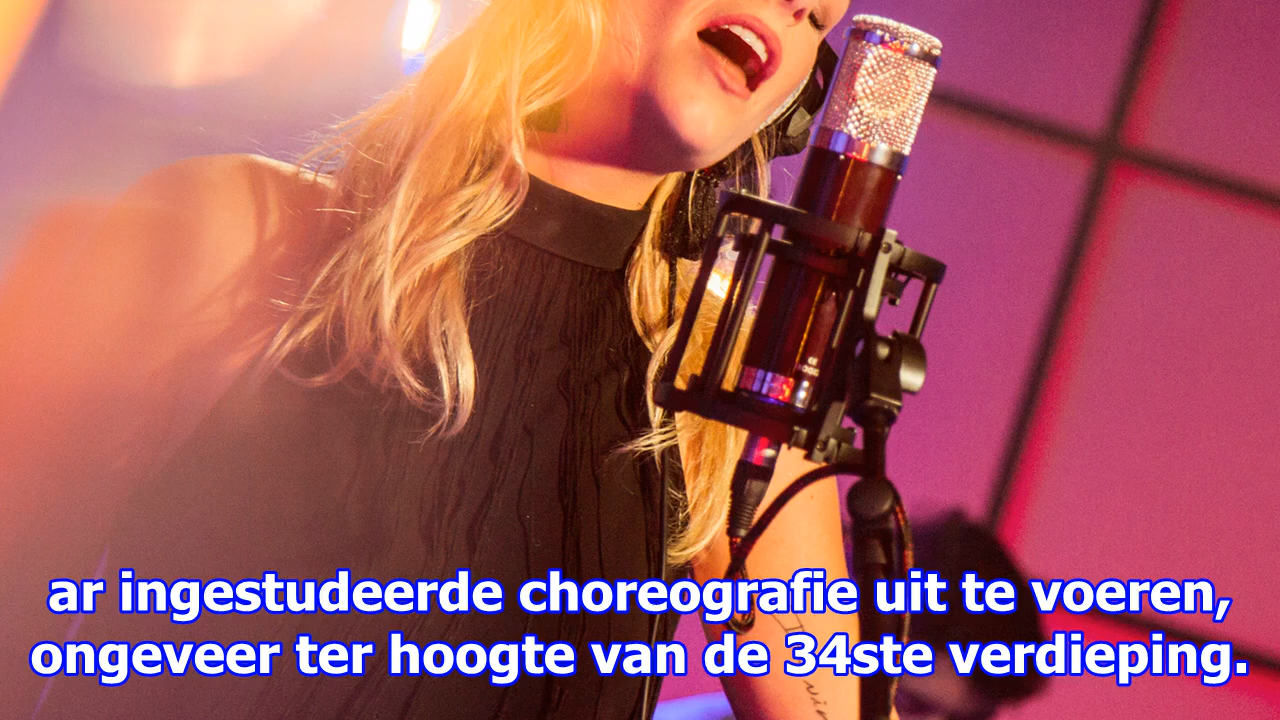 ar ingestudeerde choreografie uit te voeren,
ongeveer ter hoogte van de 34ste verdieping.